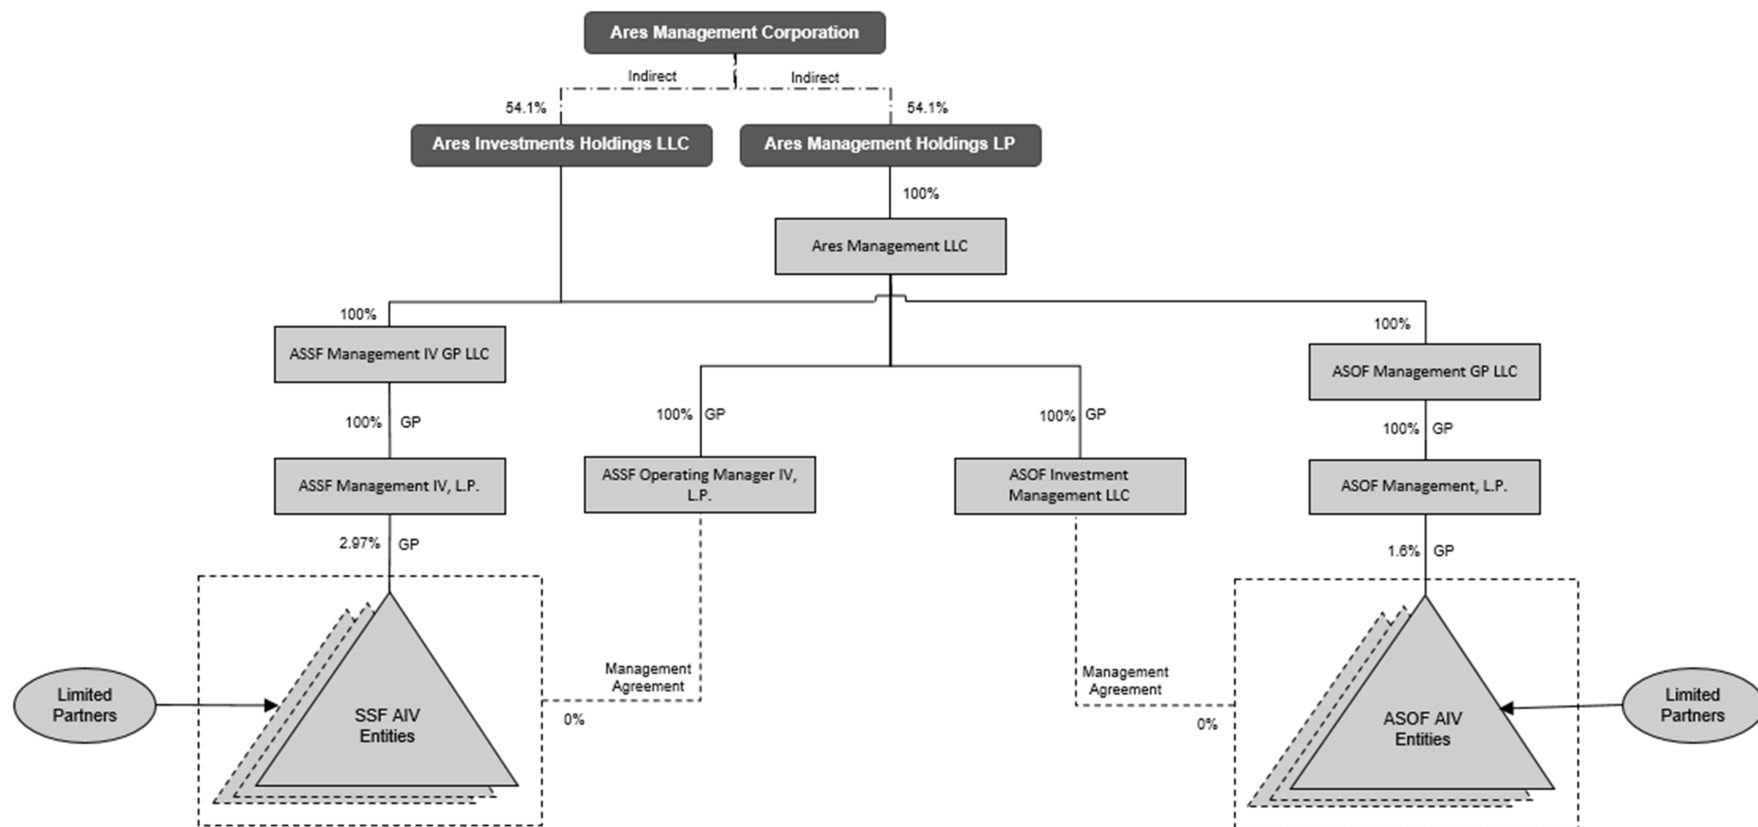 Ares Management Corporation
Indirect
Indirect
54.1%
54.1%
Ares Investments Holdings LLC
Ares Management Holdings LP
100%
Ares Management LLC
100%
100%
ASSF Management IV GP LLC
ASOF Management GP LLC
100% GP
100% GP
100% GP
100% GP
ASSF Management IV, L.P.
ASSF Operating Manager IV,
L.P.
ASOF Investment
Management LLC
ASOF Management, L.P.
2.97% GP
1.6% GP
Management
Agreement
0%
Management
Agreement
0%
Limited
Partners
SSF AIV
Entities
ASOF AIV
Entities
Limited
Partners